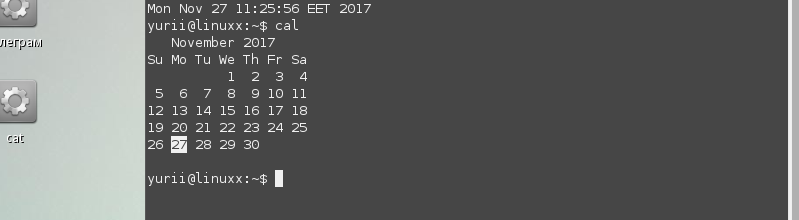 леграм
cat
Mon Nov 27 11:25:56 EET 2017
yurii@linuxx:~$ cal
   November 2017
Su Mo Tu We Th Fr Sa
          1  2  3  4
 5  6  7  8  9 10 11
12 13 14 15 16 17 18
19 20 21 22 23 24 25
26 27 28 29 30
yurii@linuxx:~$